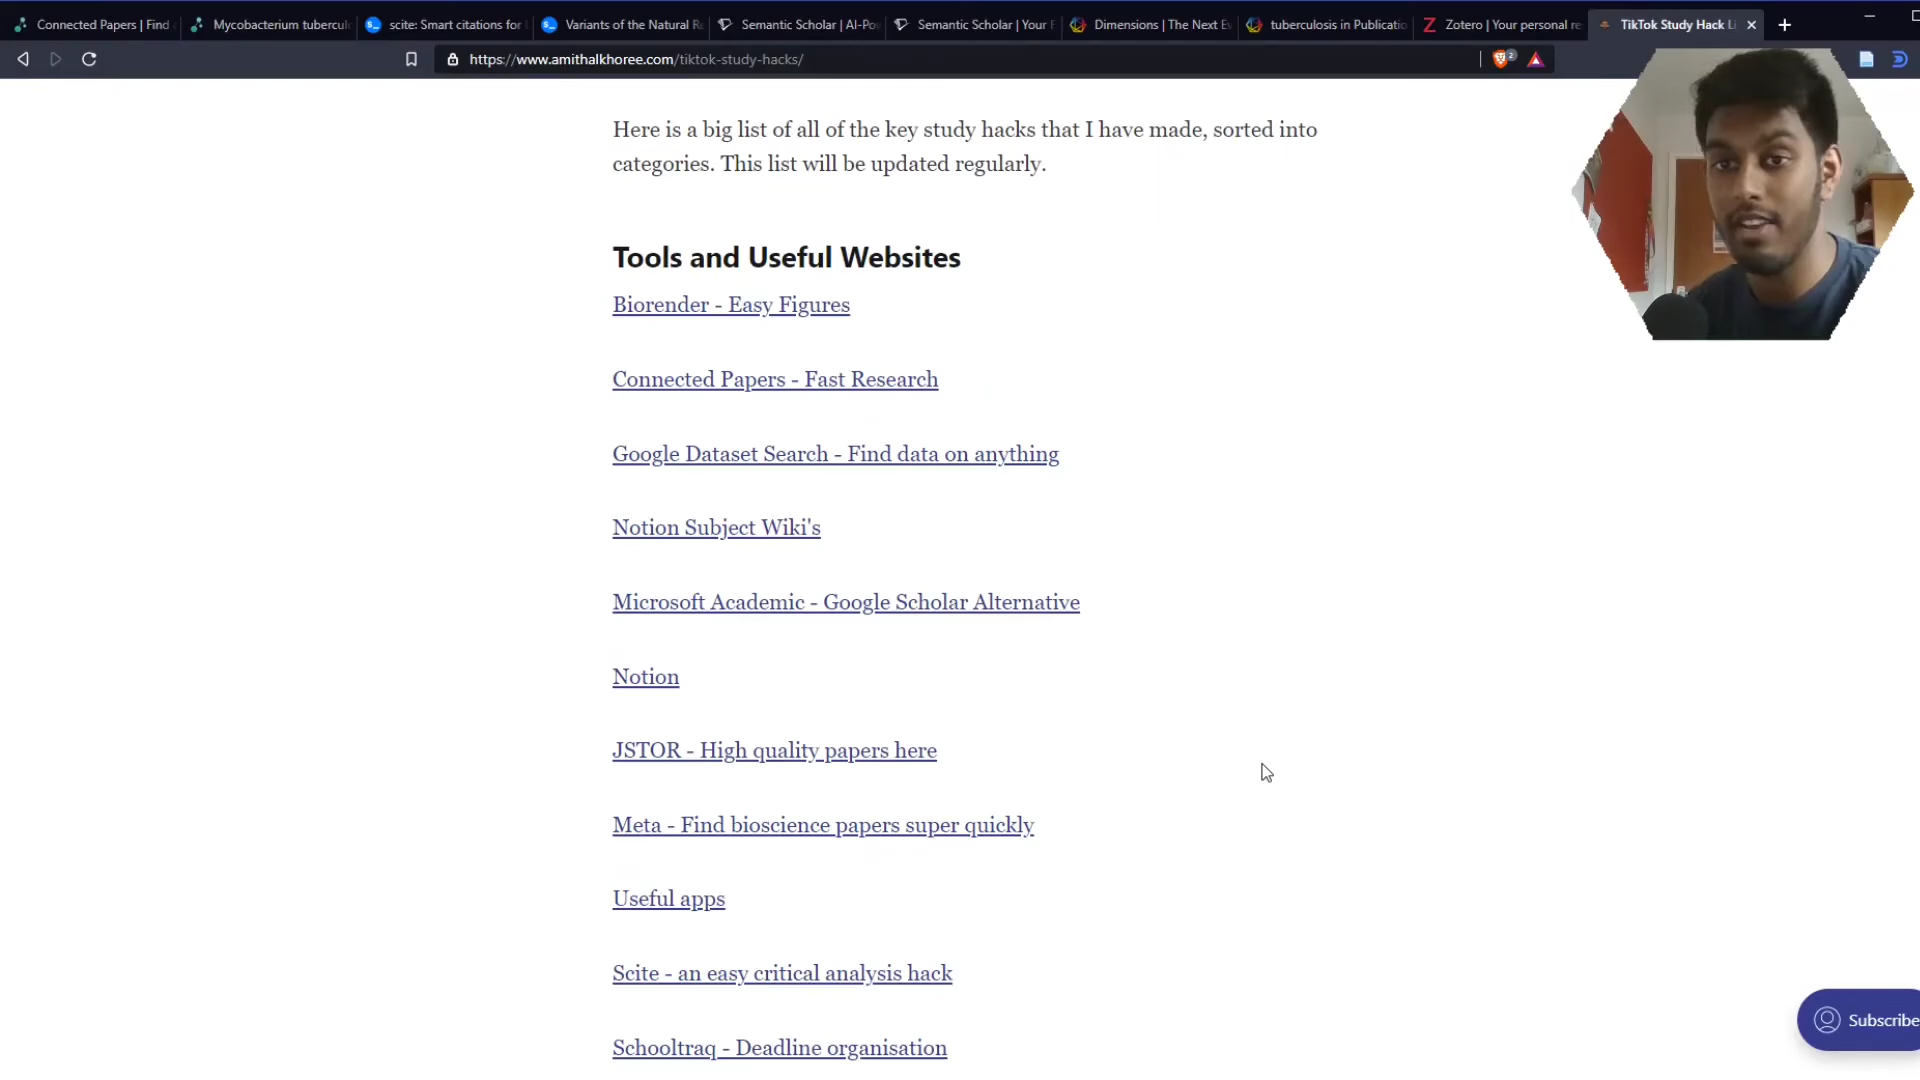 Connected Papers | Find
Mycobacterium tubercul
scite: Smart citations for
Variants of the Natural Re
Semantic Scholar | AI-Po
Semantic Scholar | Your F
Dimensions | The Next Ev
tuberculosis in Publicatio
Zotero | Your personal re
TikTok Study Hack Li
https://www.amithalkhoree.com/tiktok-study-hacks/
2
Here is a big list of all of the key study hacks that I have made, sorted into
categories. This list will be updated regularly.
Tools and Useful Websites
Biorender - Easy Figures
Connected Papers - Fast Research
Google Dataset Search - Find data on anything
Notion Subject Wiki's
Microsoft Academic - Google Scholar Alternative
Notion
JSTOR - High quality papers here
Meta - Find bioscience papers super quickly
Useful apps
Scite - an easy critical analysis hack
Schooltraq - Deadline organisation
Subscribe